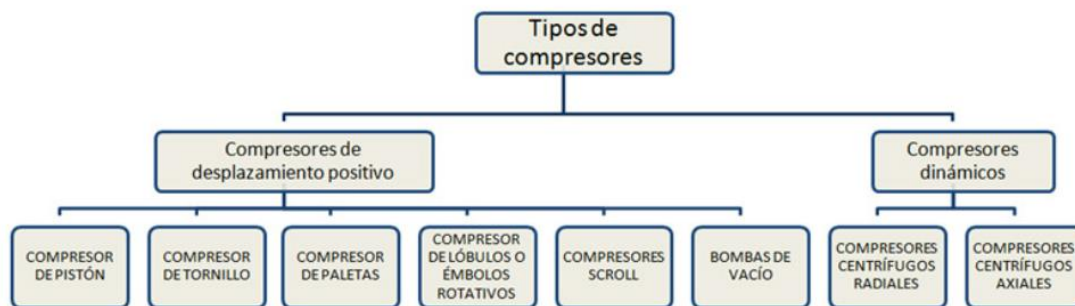 Tipos de
compresores
Compresores de
desplazamiento positivo
Compresores
dinámicos
COMPRESOR
DE PISTÓN
COMPRESOR
DE TORNILLO
COMPRESOR
DE PALETAS
COMPRESOR
DE LÓBULOS O
ÉMBOLOS
ROTATIVOS
COMPRESORES
SCROLL
BOMBAS DE
VACÍO
COMPRESORES
CENTRÍFUGOS
RADIALES
COMPRESORES
CENTRÍFUGOS
AXIALES